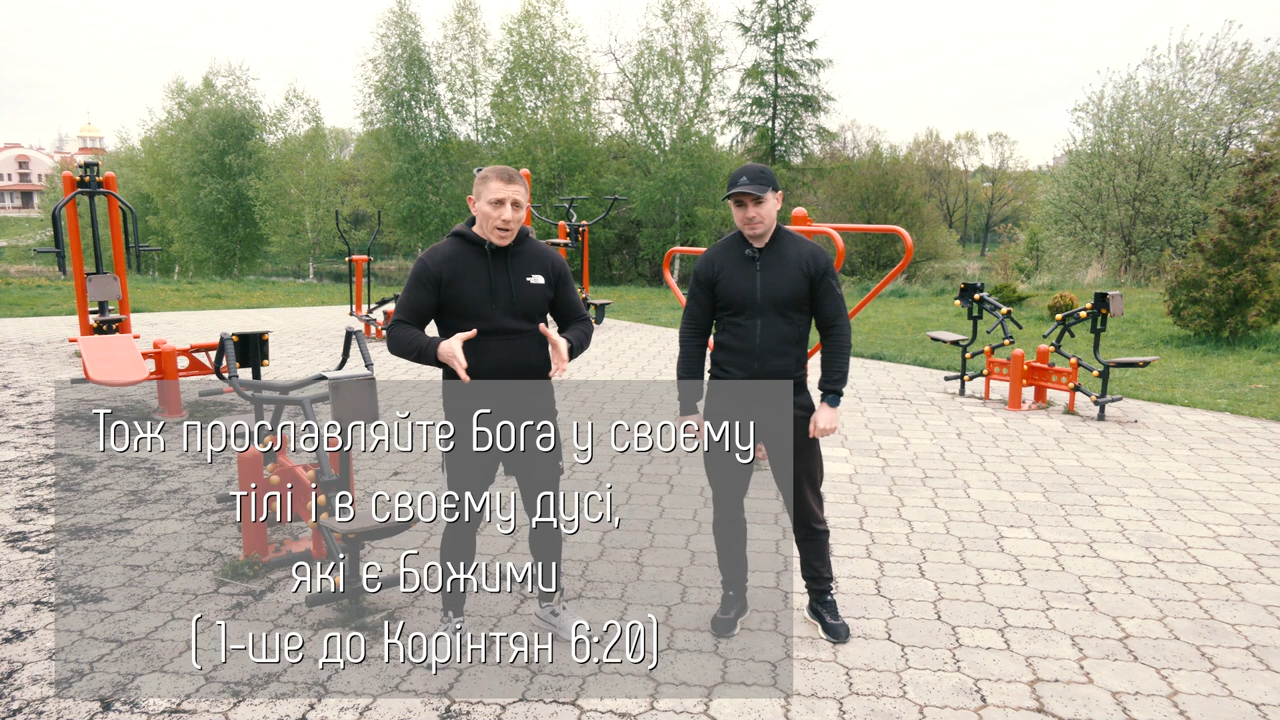 Тож прославляйте Бога у своєму
тілі і в своєму дусі,
які є Божими
( 1-ше до Корінтян 6:20)